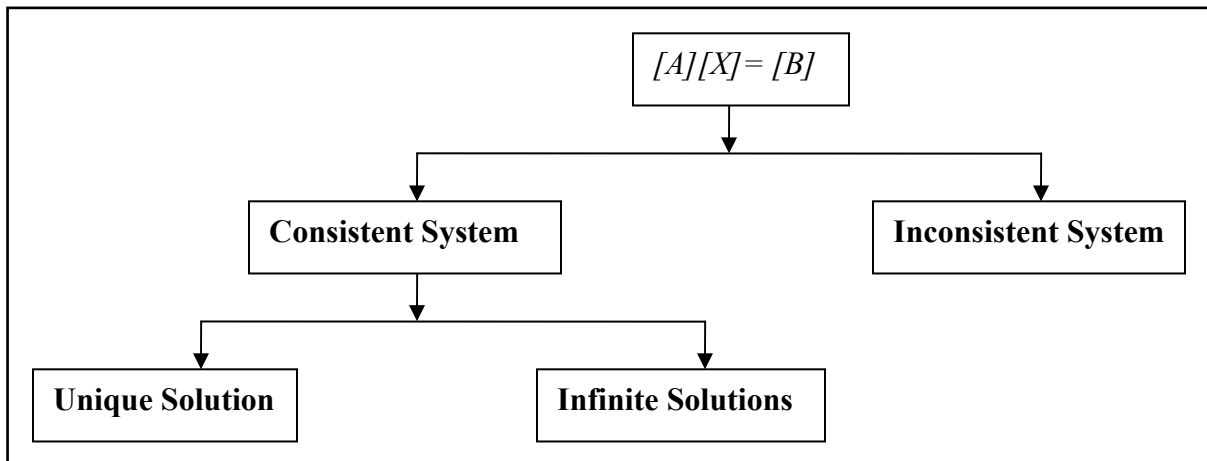 [A][X]= [B]
Consistent System
Inconsistent System
Unique Solution
Infinite Solutions